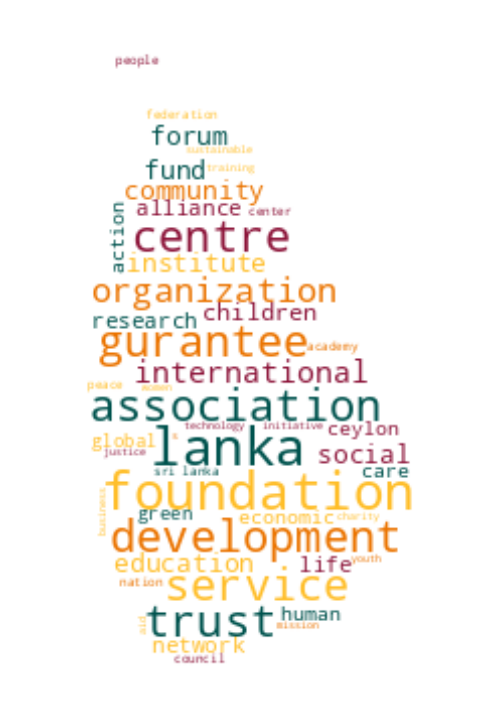 people
federation
forum
sustainable
fund training
community
alliance center
action
centre
institute
organization
research children
gurantee academy
international
peace women
association
technology initiative ceylon
global s lanka social
justice
sri lanka care
foundation
business
green economic charity
development
education life youth
nation service
trust human
aid mission
network
council